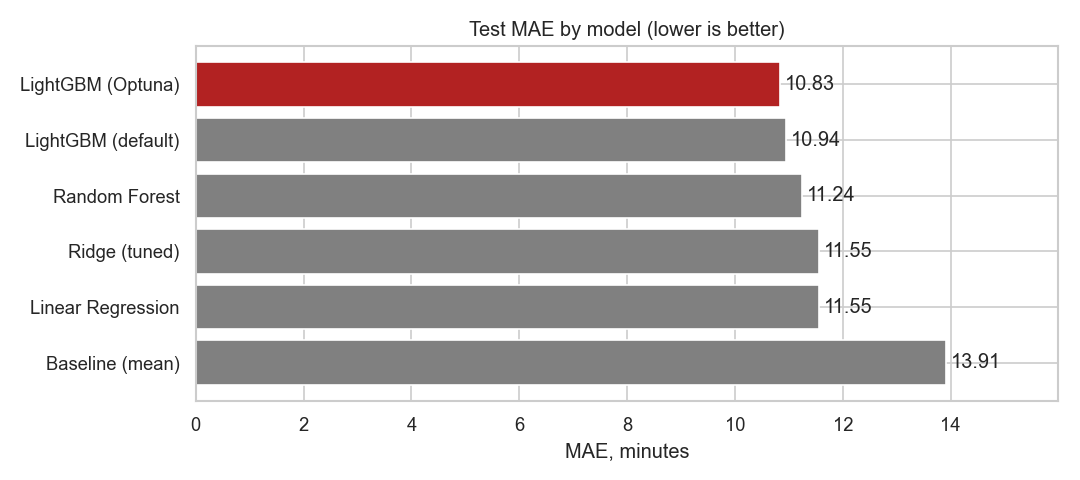 Test MAE by model (lower is better)
LightGBM (Optuna) 10.83
LightGBM (default) 10.94
Random Forest 11.24
Ridge (tuned) 11.55
Linear Regression 11.55
Baseline (mean) 13.91
0 2 4 6 8 10 12 14
MAE, minutes